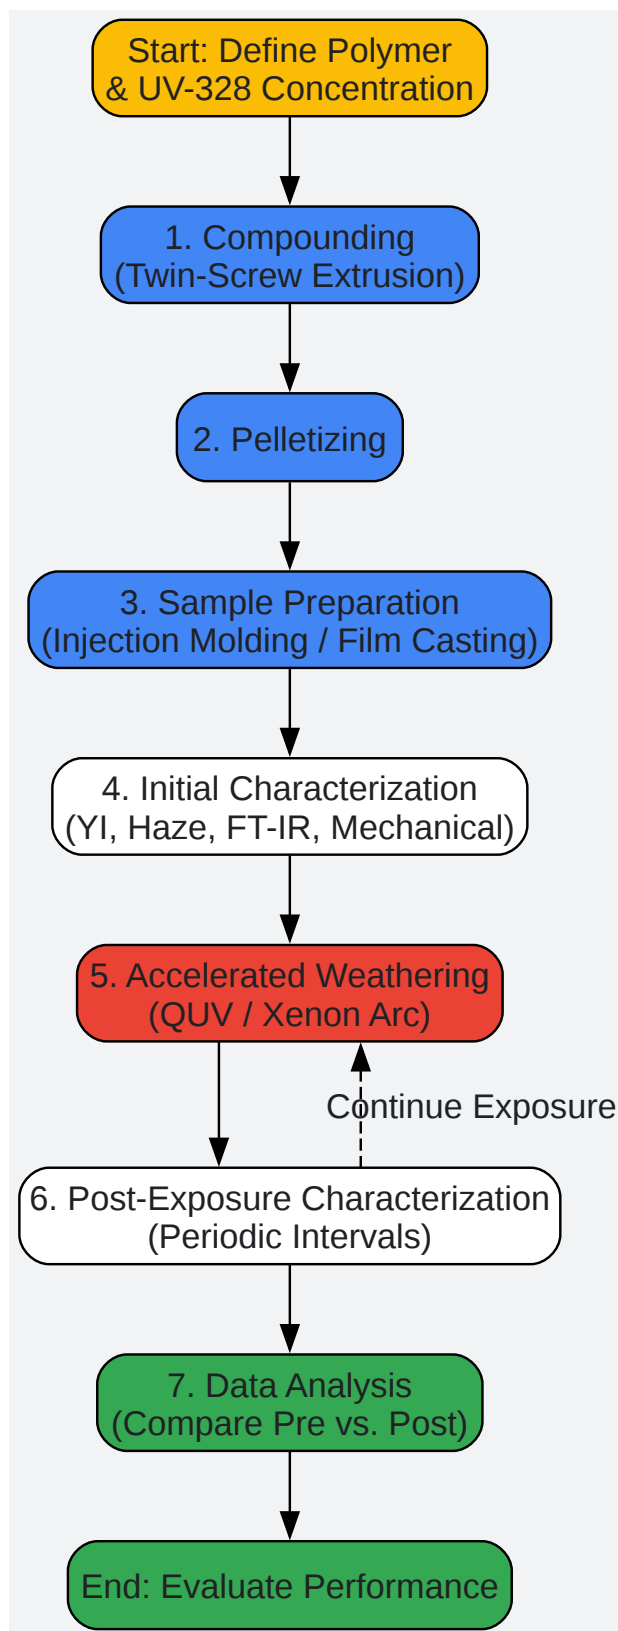 Start: Define Polymer
& UV-328 Concentration
1. Compounding
(Twin-Screw Extrusion)
2. Pelletizing
3. Sample Preparation
(Injection Molding / Film Casting)
4. Initial Characterization
(YI, Haze, FT-IR, Mechanical)
5. Accelerated Weathering
(QUV / Xenon Arc)
Continue Exposure
6. Post-Exposure Characterization
(Periodic Intervals)
7. Data Analysis
(Compare Pre vs. Post)
End: Evaluate Performance